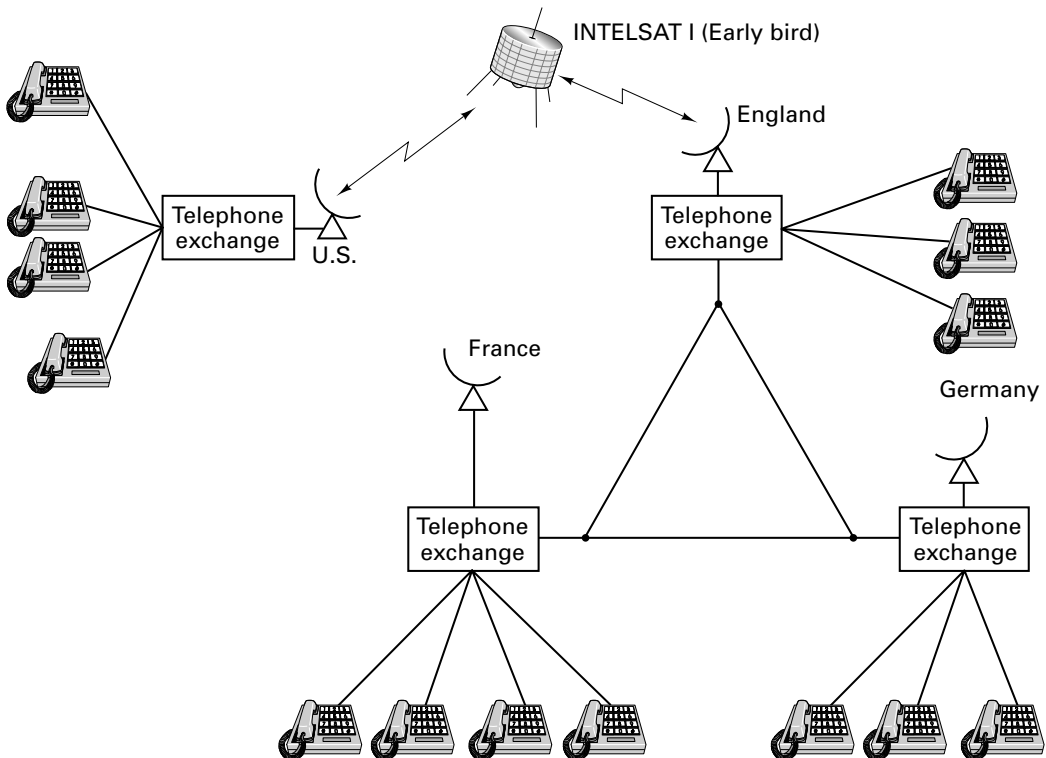 INTELSAT I (Early bird)
England
Telephone
exchange
U.S.
Telephone
exchange
France
Germany
Telephone
exchange
Telephone
exchange